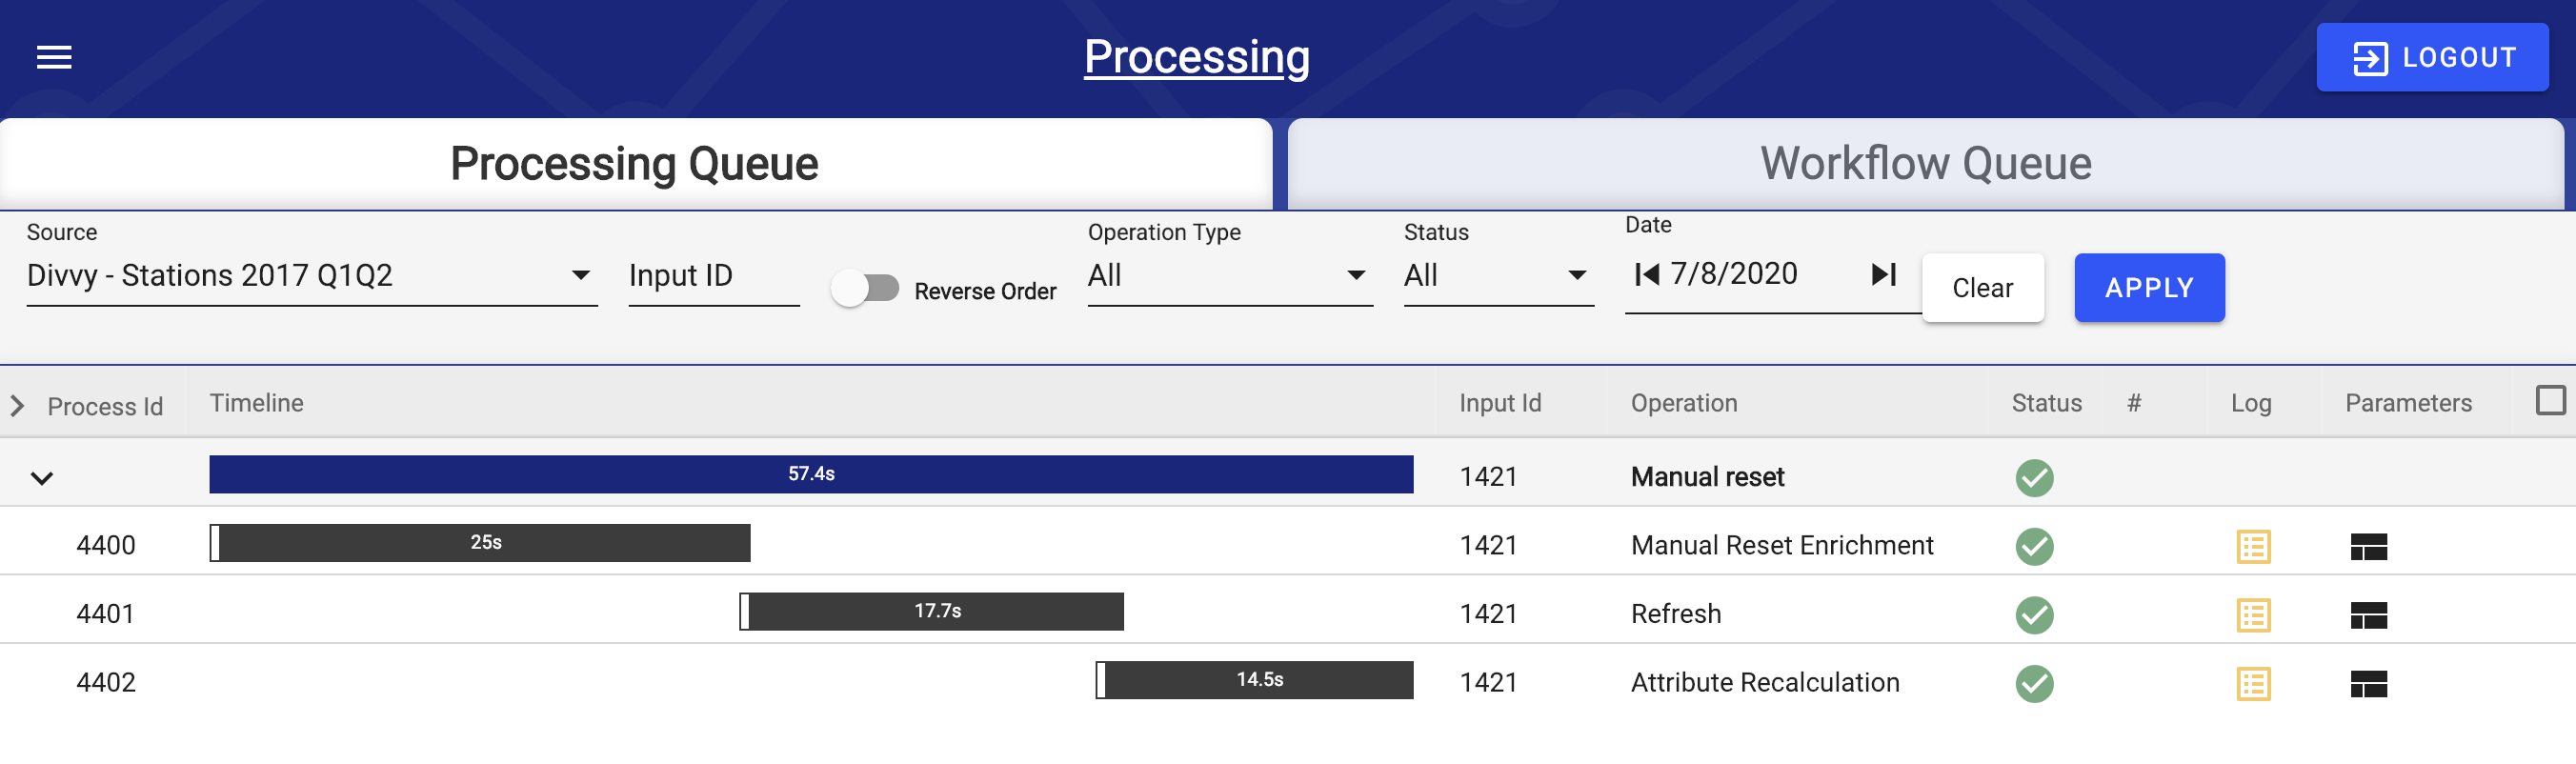 Processing
LOGOUT
Processing Queue
Workflow Queue
Source
Divvy - Stations 2017 Q1Q2
Input ID
Reverse Order
Operation Type
All
Status
All
Date
7/8/2020
Clear
APPLY
Process Id Timeline Input Id Operation Status # Log Parameters
57.4s 1421 Manual reset
4400 25s 1421 Manual Reset Enrichment
4401 17.7s 1421 Refresh
4402 14.5s 1421 Attribute Recalculation